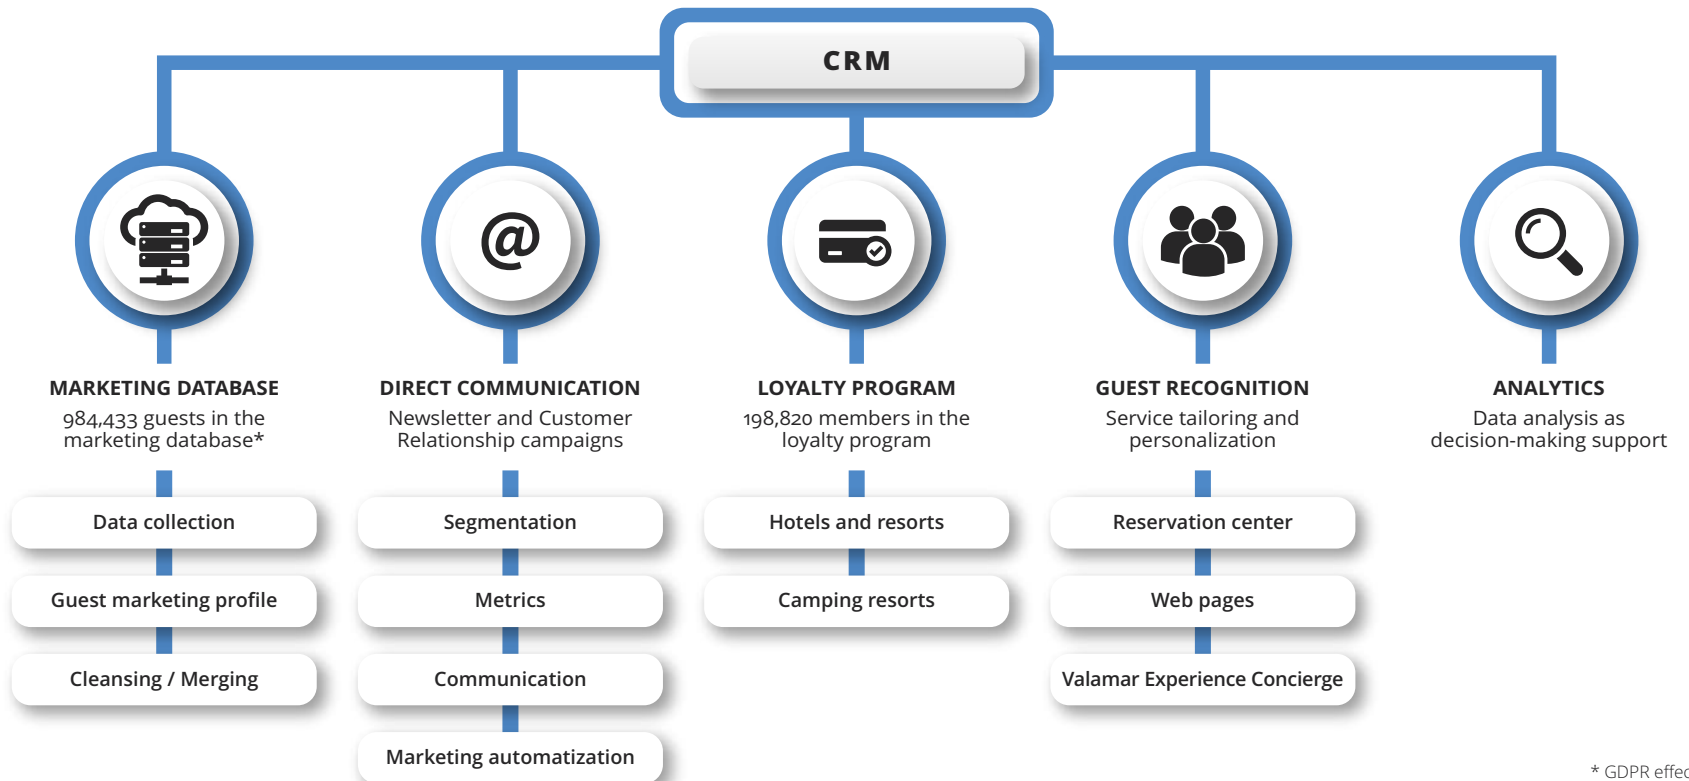 CRM
@
MARKETING DATABASE
984,433 guests in the
marketing database*
Data collection
Guest marketing profile
Cleansing / Merging
DIRECT COMMUNICATION
Newsletter and Customer
Relationship campaigns
Segmentation
Metrics
Communication
Marketing automatization
LOYALTY PROGRAM
198,820 members in the
loyalty program
Hotels and resorts
Camping resorts
GUEST RECOGNITION
Service tailoring and
personalization
Reservation center
Web pages
Valamar Experience Concierge
ANALYTICS
Data analysis as
decision-making support
* GDPR effec